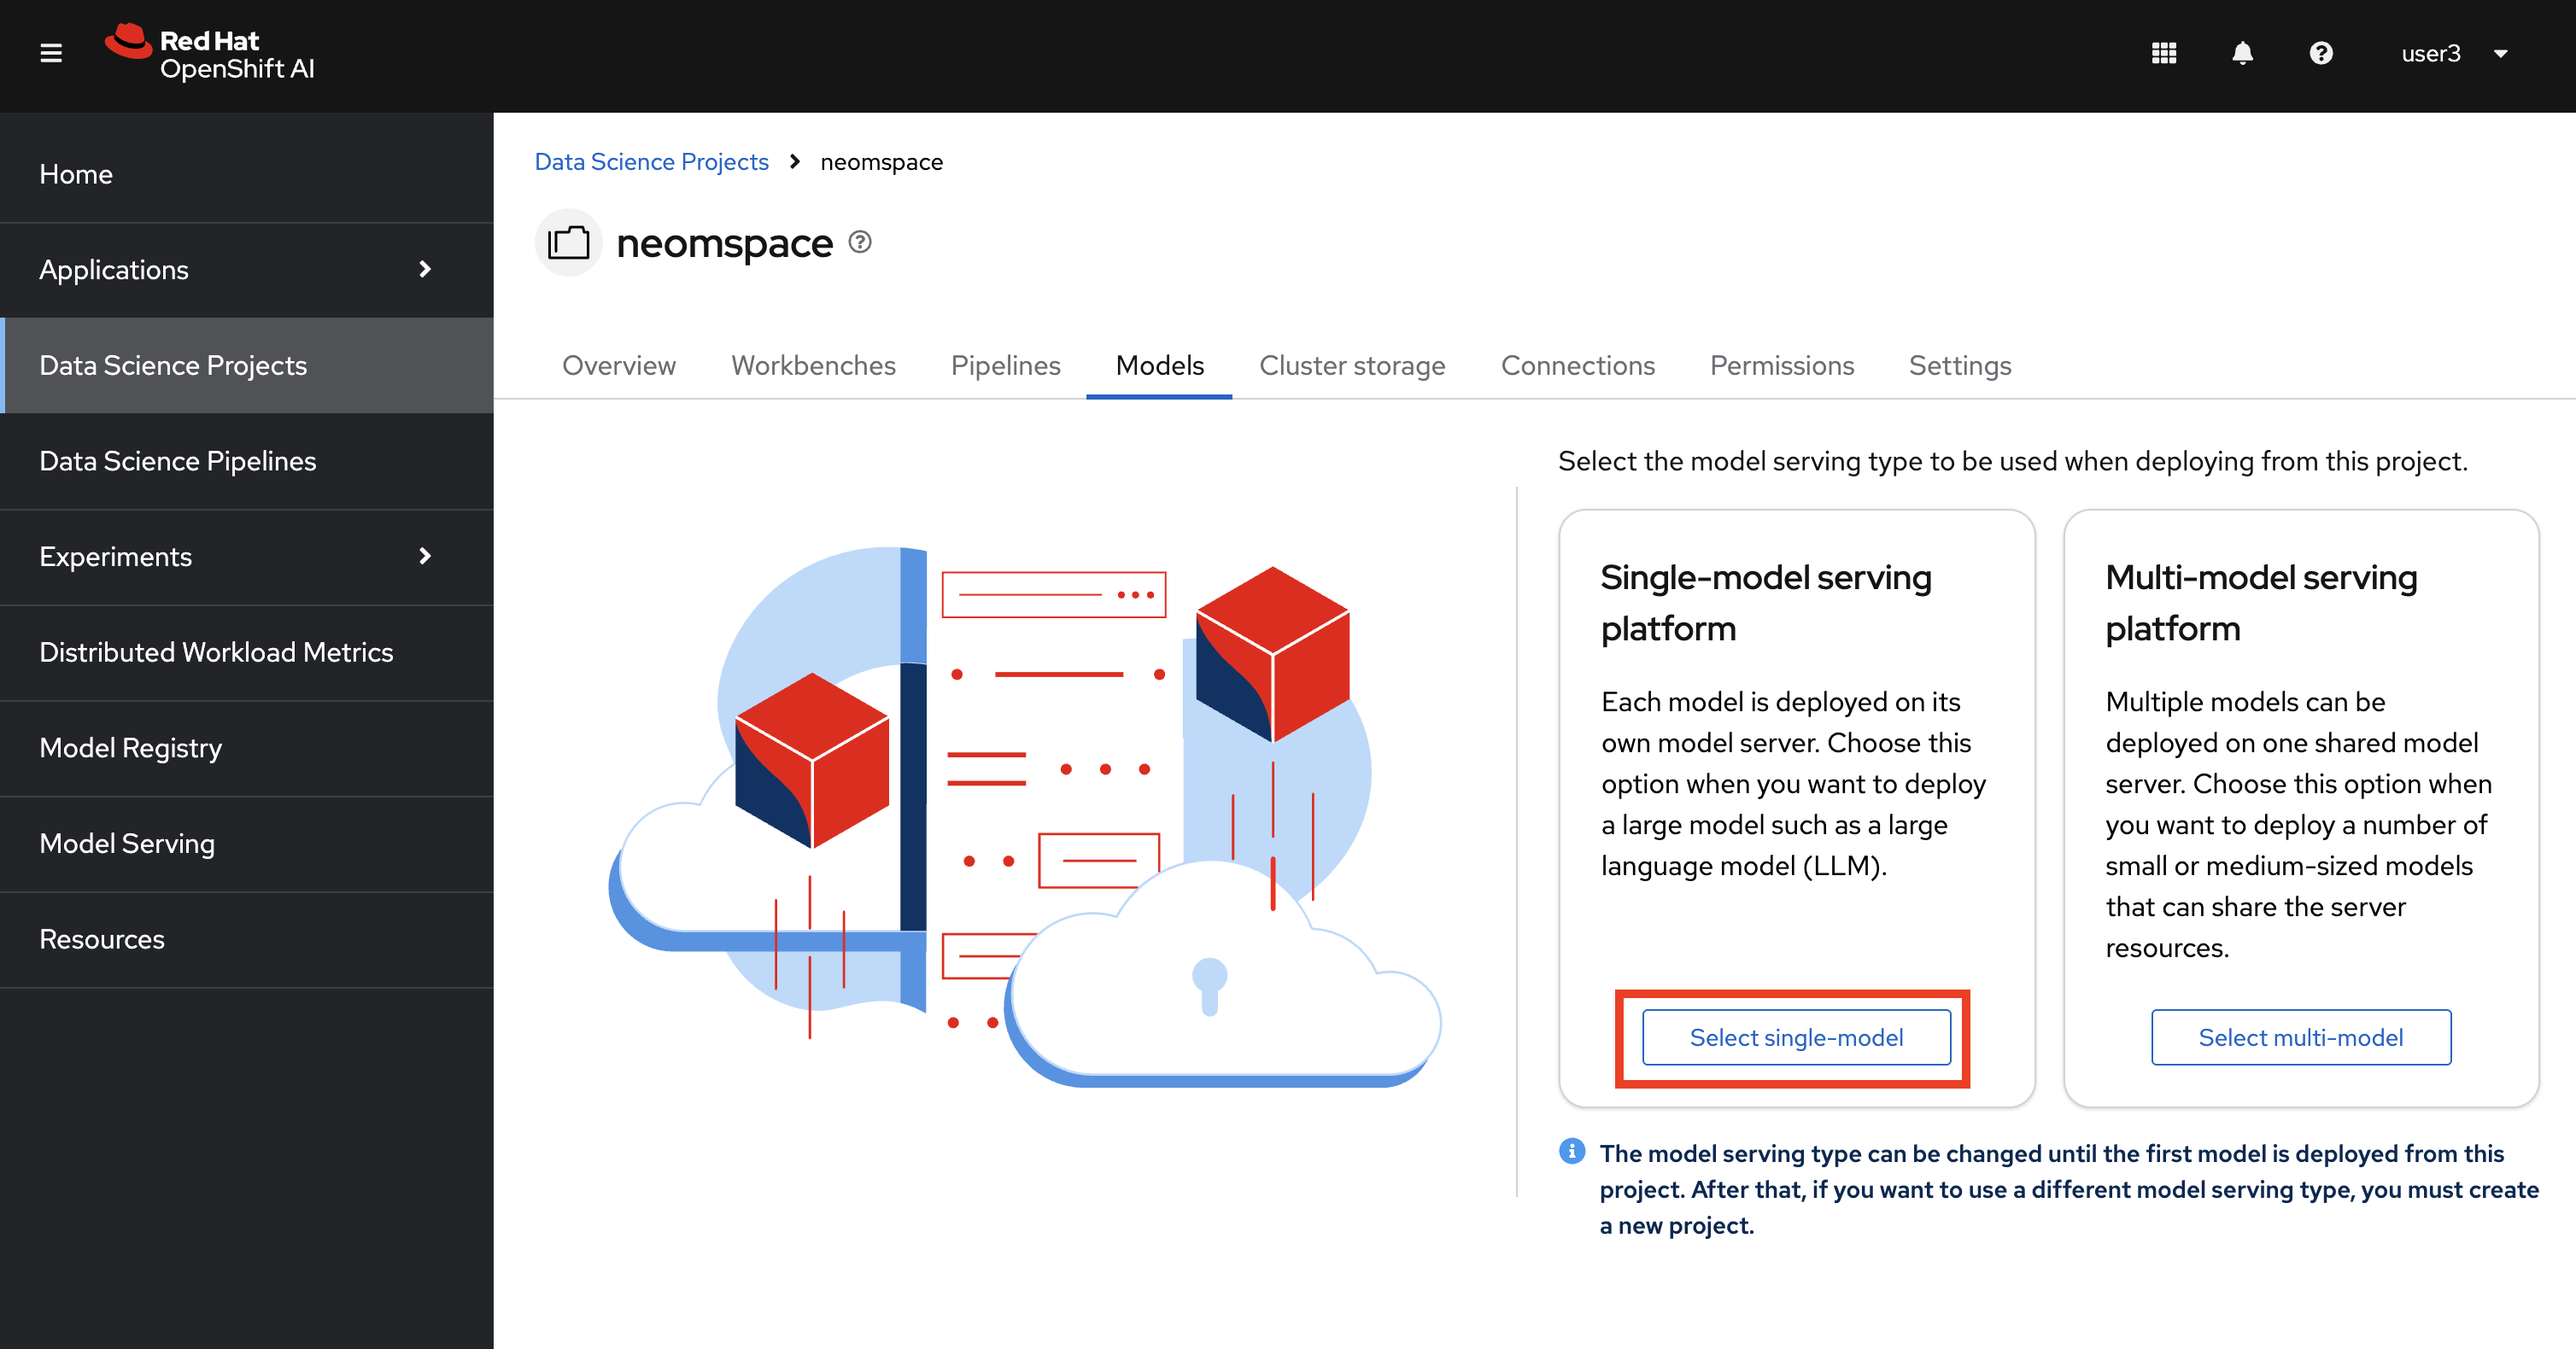 Red Hat
OpenShift AI
user3
Home
Applications
Data Science Projects
Data Science Pipelines
Experiments
Distributed Workload Metrics
Model Registry
Model Serving
Resources
Data Science Projects > neomspace
neomspace
Overview Workbenches Pipelines Models Cluster storage Connections Permissions Settings
Select the model serving type to be used when deploying from this project.
Single-model serving
platform
Each model is deployed on its
own model server. Choose this
option when you want to deploy
a large model such as a large
language model (LLM).
Select single-model
Multi-model serving
platform
Multiple models can be
deployed on one shared model
server. Choose this option when
you want to deploy a number of
small or medium-sized models
that can share the server
resources.
Select multi-model
The model serving type can be changed until the first model is deployed from this
project. After that, if you want to use a different model serving type, you must create
a new project.